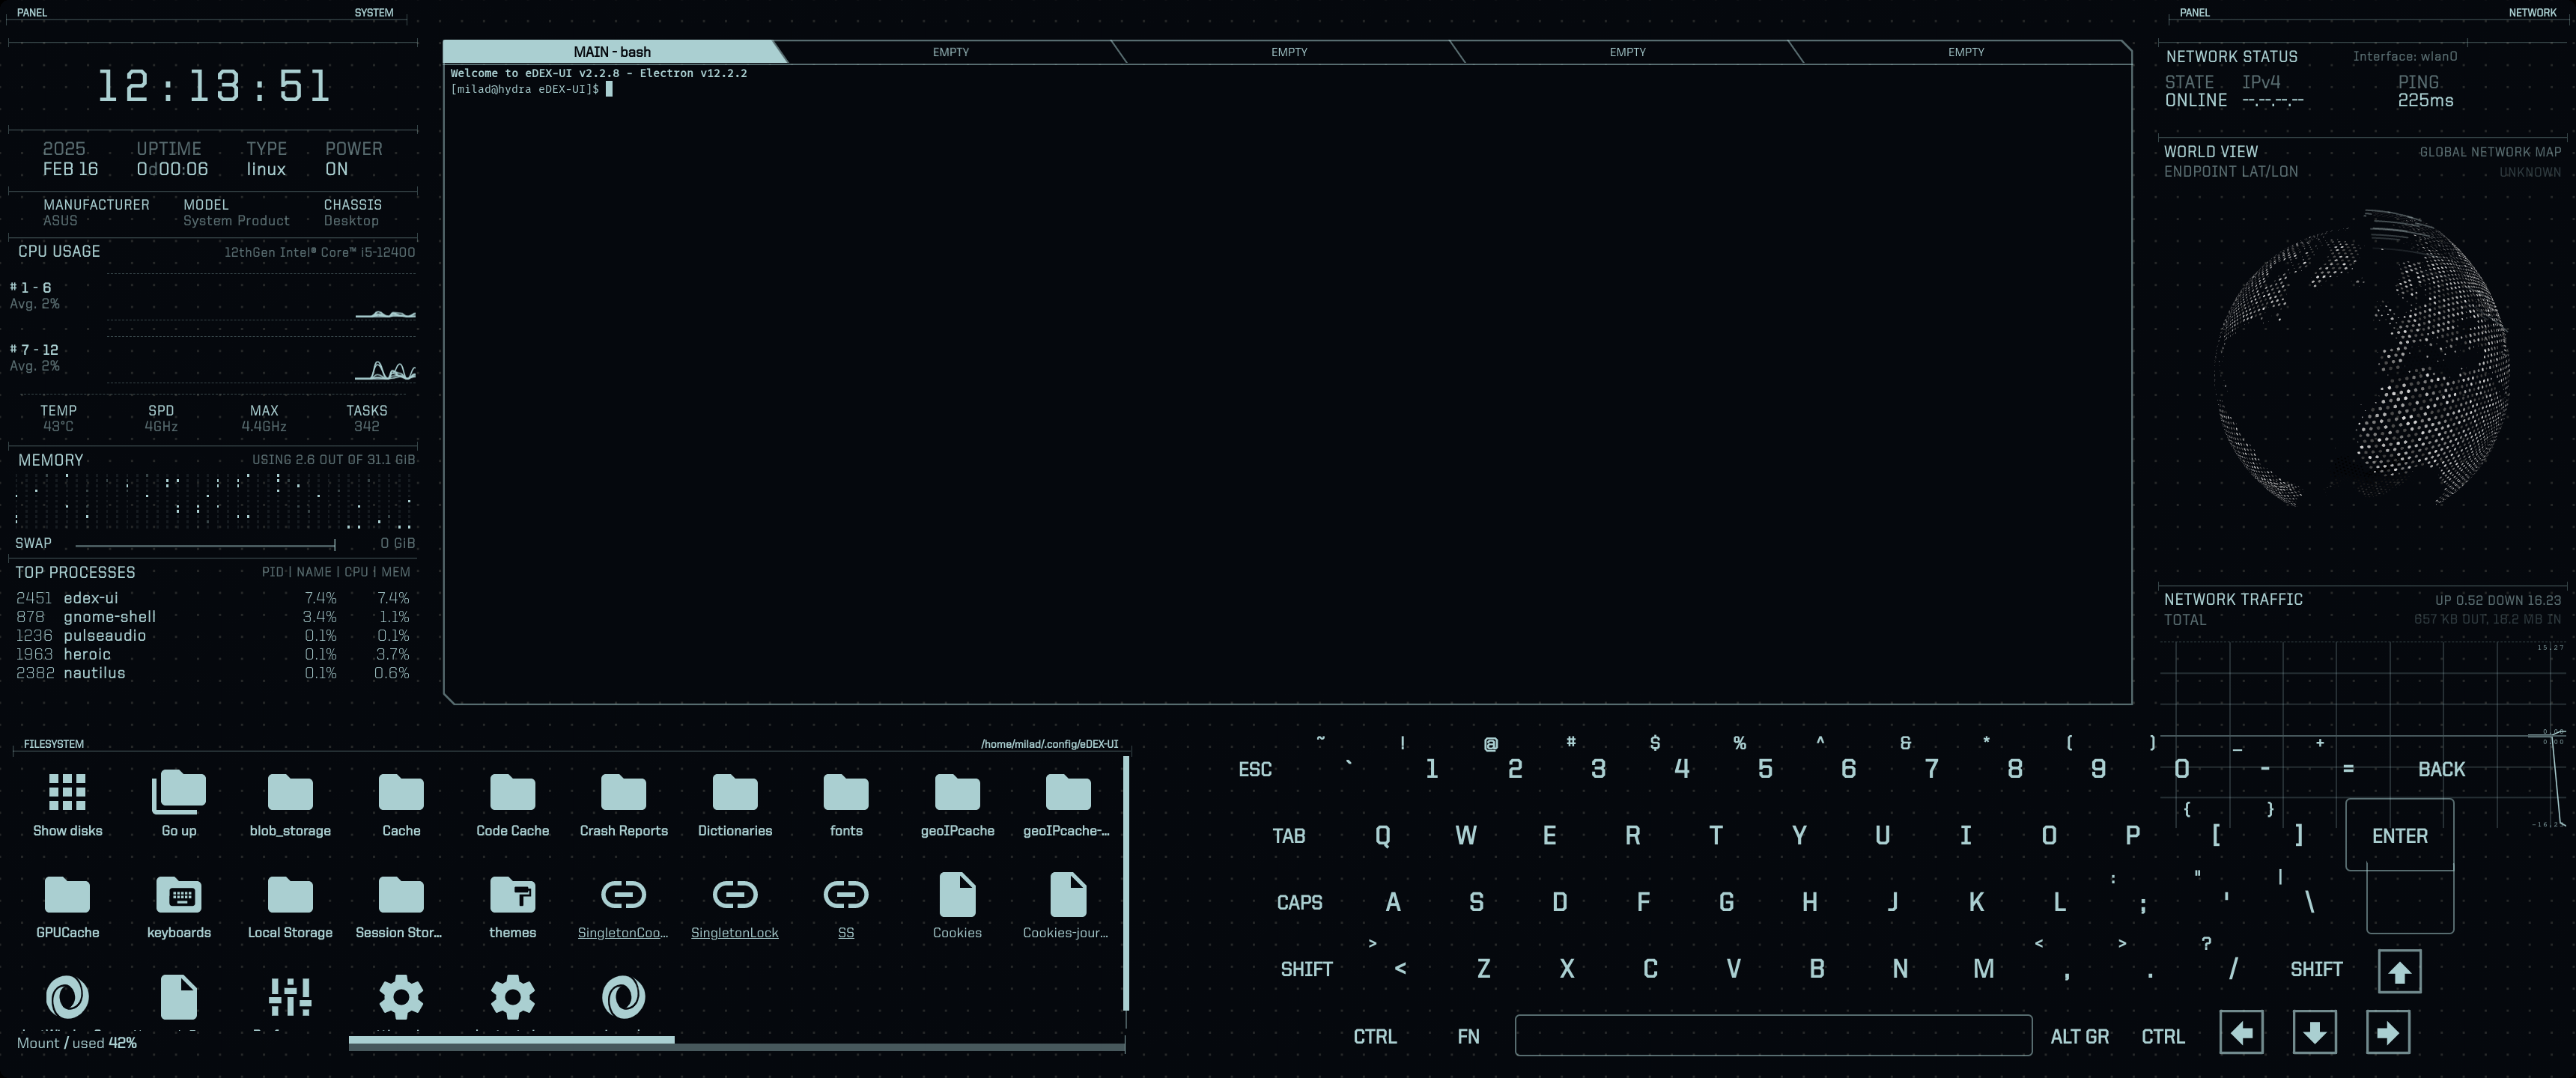 PANEL SYSTEM
12:13:51
2025 UPTIME TYPE POWER
FEB 16 0d00:06 linux ON
MANUFACTURER MODEL CHASSIS
ASUS System Product Desktop
CPU USAGE 12thGen Intel® Core™ i5-12400
# 1 - 6
Avg. 2%
# 7 - 12
Avg. 2%
TEMP SPD MAX TASKS
43°C 4GHz 4.4GHz 342
MEMORY USING 2.6 OUT OF 31.1 GIB
SWAP 0 GIB
TOP PROCESSES PID | NAME | CPU | MEM
2451 edex-ui 7.4% 7.4%
878 gnome-shell 3.4% 1.1%
1236 pulseaudio 0.1% 0.1%
1963 heroic 0.1% 3.7%
2382 nautilus 0.1% 0.6%
MAIN - bash EMPTY EMPTY EMPTY EMPTY
Welcome to eDEX-UI v2.2.8 - Electron v12.2.2
[milad@hydra eDEX-UI]$
PANEL NETWORK
NETWORK STATUS Interface: wlan0
STATE IPv4 PING
ONLINE --.--.--.-- 225ms
WORLD VIEW GLOBAL NETWORK MAP
ENDPOINT LAT/LON UNKNOWN
NETWORK TRAFFIC UP 0.52 DOWN 16.23
TOTAL 657 KB OUT, 16.2 MB IN
15.27
0.00
0.00
FILESYSTEM /home/milad/.config/eDEX-UI
Show disks Go up blob_storage Cache Code Cache Crash Reports Dictionaries fonts geoIPcache geoIPcache-...
GPUCache keyboards Local Storage Session Stor... themes SingletonCoo... SingletonLock SS Cookies Cookies-jour...
Mount / used 42%
~ ! @ # $ % ^ & * ( ) _ +
ESC ` 1 2 3 4 5 6 7 8 9 0 - = BACK
{ }
TAB Q W E R T Y U I O P [ ] ENTER
: " |
CAPS A S D F G H J K L ; ' \
> < > ?
SHIFT < Z X C V B N M , . / SHIFT
CTRL FN ALT GR CTRL